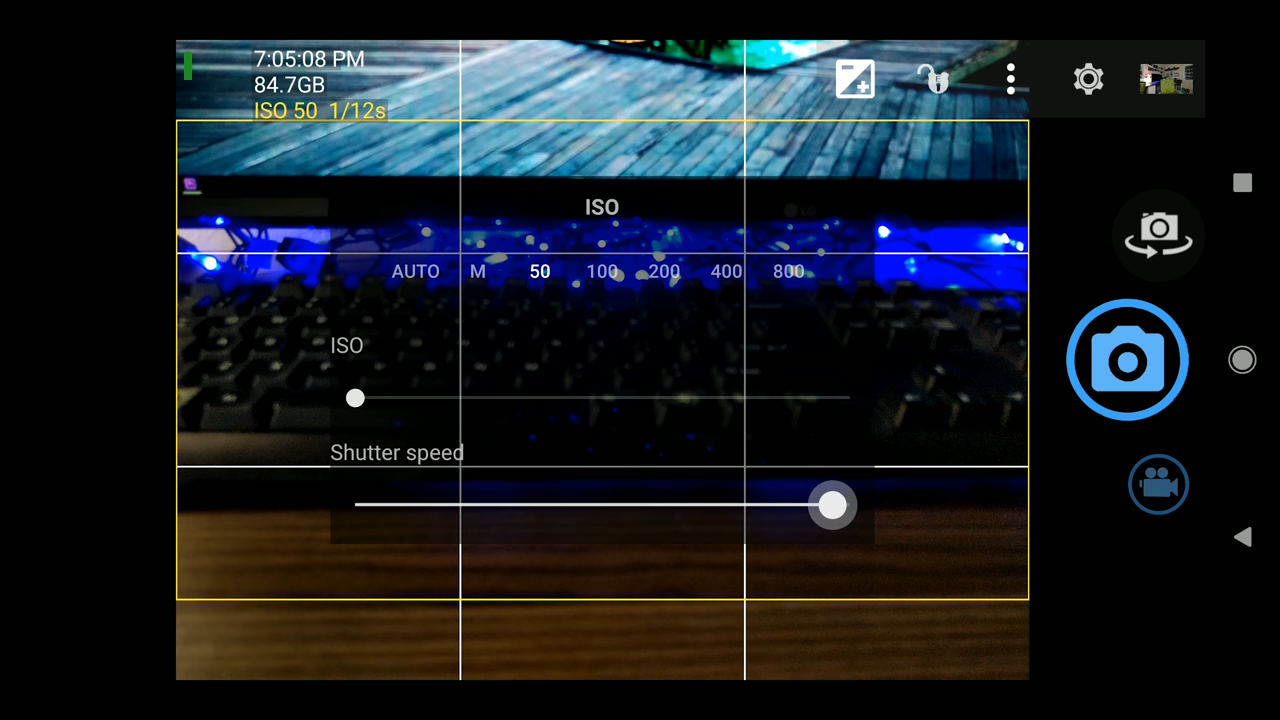 7:05:08 PM
84.7GB
ISO 50 1/12s
ISO
AUTO M 50 100 200 400 800
ISO
Shutter speed